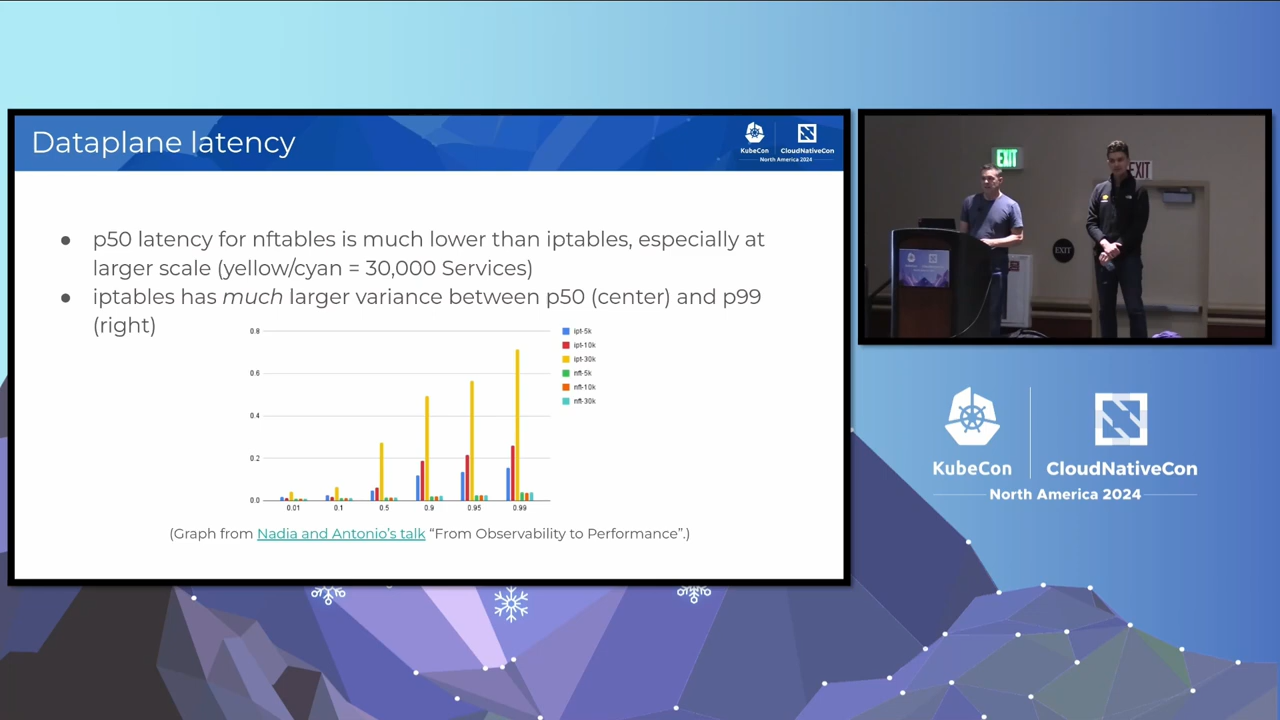 Dataplane latency
KubeCon
CloudNativeCon
North America 2024
● p50 latency for nftables is much lower than iptables, especially at
larger scale (yellow/cyan = 30,000 Services)
● iptables has much larger variance between p50 (center) and p99
(right)
0.8
0.6
0.4
0.2
0.0
0.01
0.1
0.5
0.9
0.95
0.99
ipt-5k
ipt-10k
ipt-30k
nft-5k
nft-10k
nft-30k
(Graph from Nadia and Antonio's talk “From Observability to Performance”.)
EXIT
EXIT
EXIT
KubeCon
CloudNativeCon
North America 2024